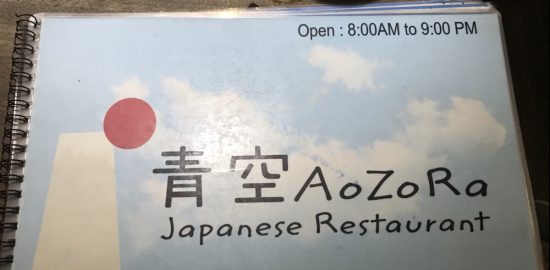 Open : 8:00AM to 9:00 PM
青空AoZoRa
Japanese Restaurant